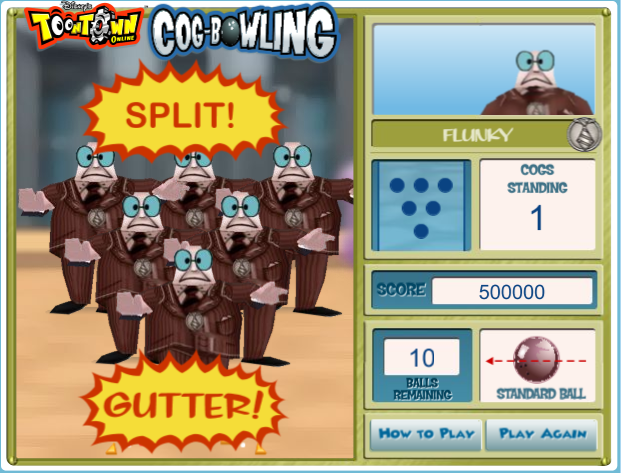 Disney's
TOONTOWN
ONLINE
COG-BOWLING
SPLIT!
GUTTER!
FLUNKY
COGS
STANDING
1
SCORE
500000
10
BALLS
REMAINING
STANDARD BALL
HOW TO PLAY
PLAY AGAIN